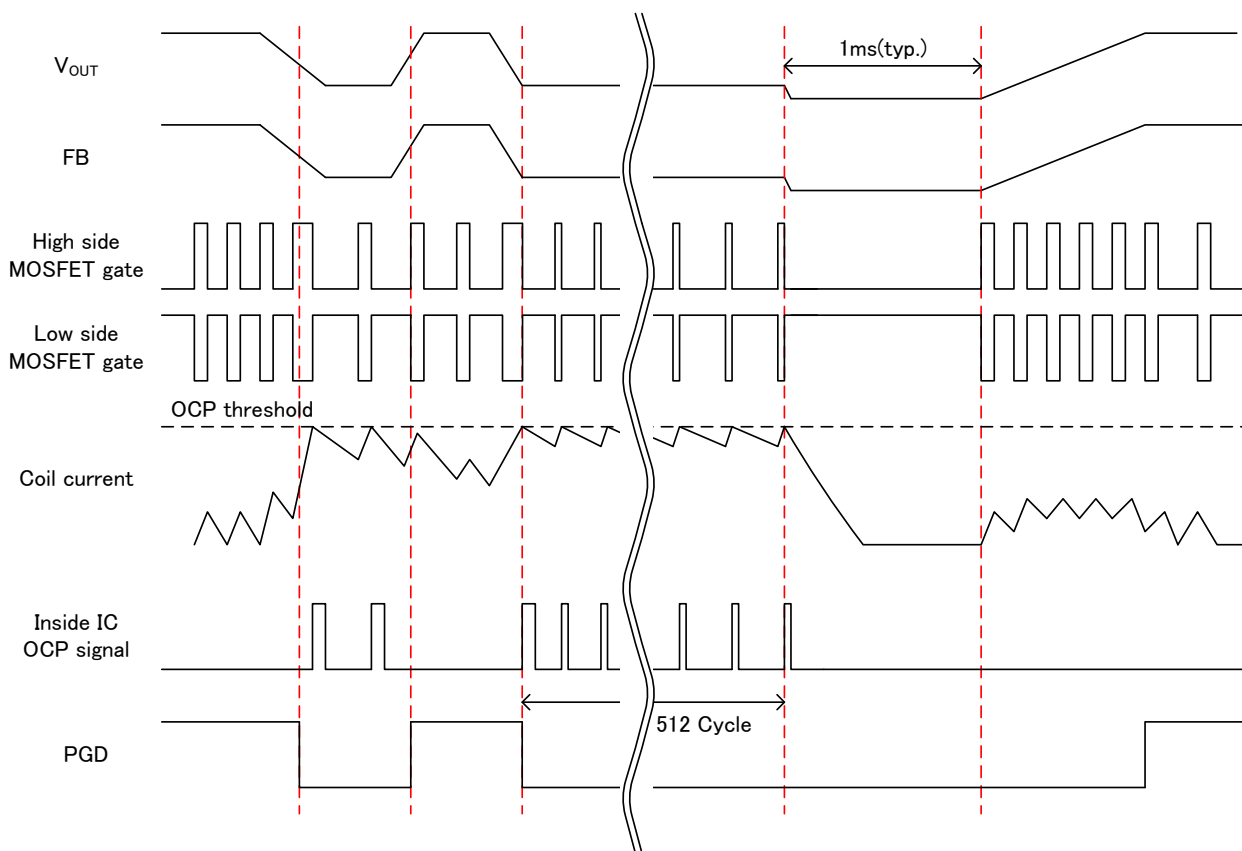 1ms(typ.)
VOUT
FB
High side
MOSFET gate
Low side
MOSFET gate
OCP threshold
Coil current
Inside IC
OCP signal
512 Cycle
PGD